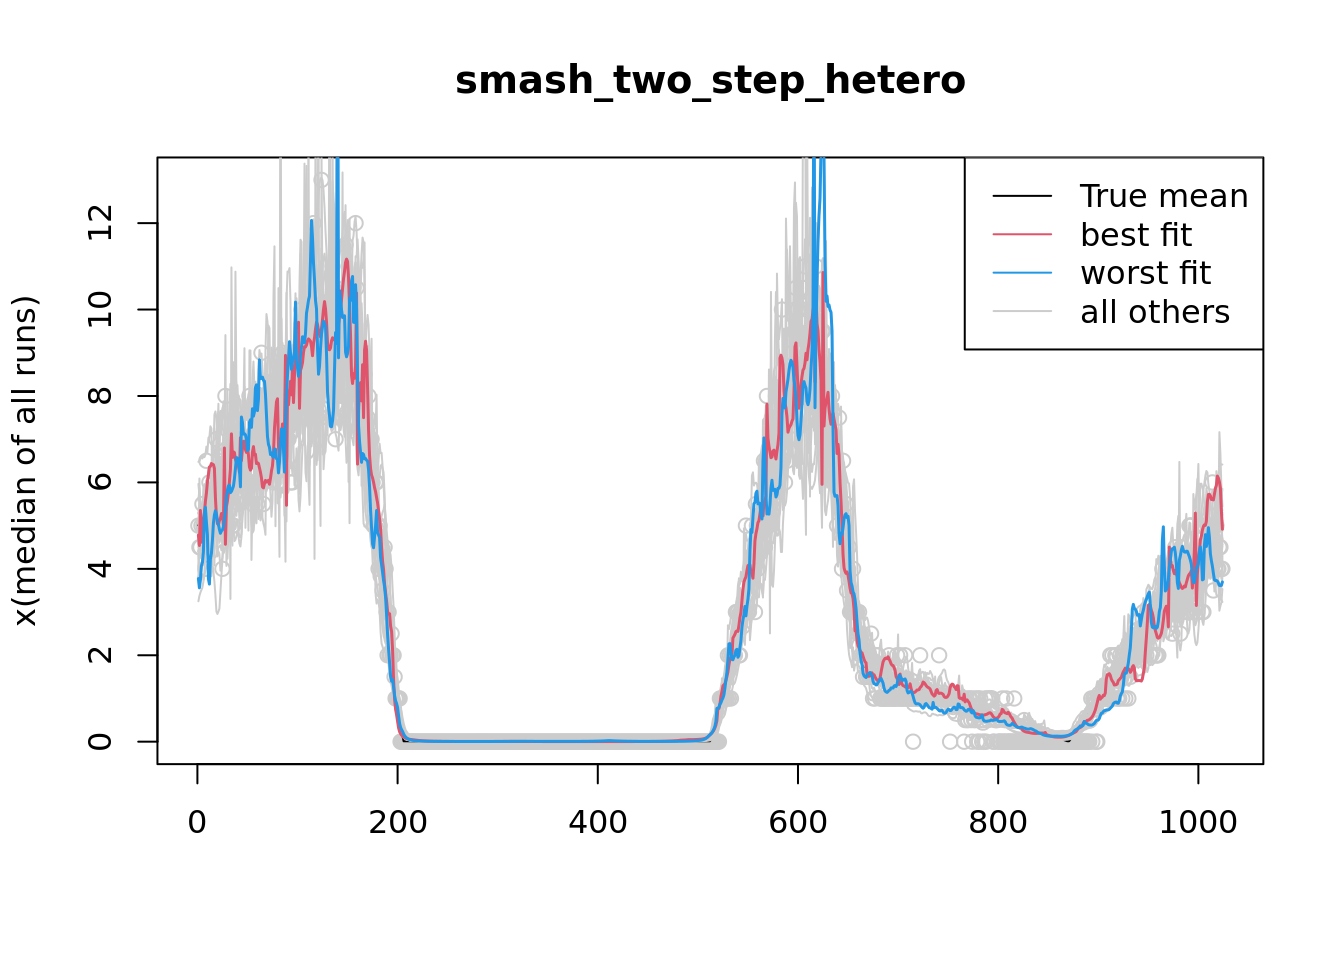 smash_two_step_hetero
x(median of all runs)
12
10
8
6
4
2
0
True mean
best fit
worst fit
all others
0 200 400 600 800 1000